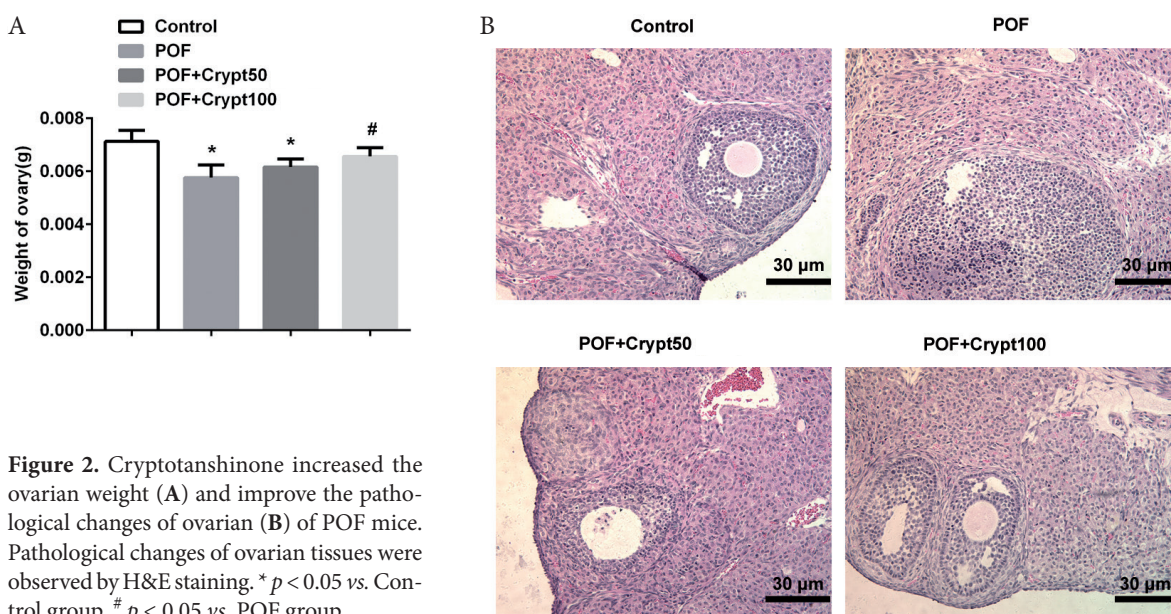 A
Control
POF
POF+Crypt50
POF+Crypt100
0.008
0.006
0.004
0.002
0.000
Weight of ovary(g)
*
*
#
B
Control
POF
30 µm
30 µm
POF+Crypt50
POF+Crypt100
30 µm
30 µm
Figure 2. Cryptotanshinone increased the
ovarian weight (A) and improve the patho-
logical changes of ovarian (B) of POF mice.
Pathological changes of ovarian tissues were
observed by H&E staining. * p < 0.05 vs. Con-
trol group, # p < 0.05 vs. POF group